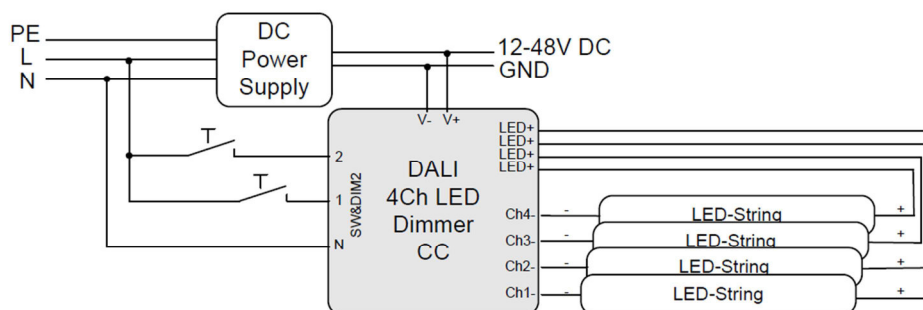 PE
L
N
DC
Power
Supply
12-48V DC
GND
V- V+
LED+
LED+
LED+
LED+
T
2
T
1
N
SW&DIM2
DALI
4Ch LED
Dimmer
CC
Ch4- - LED-String +
Ch3- - LED-String +
Ch2- - LED-String +
Ch1- - LED-String +